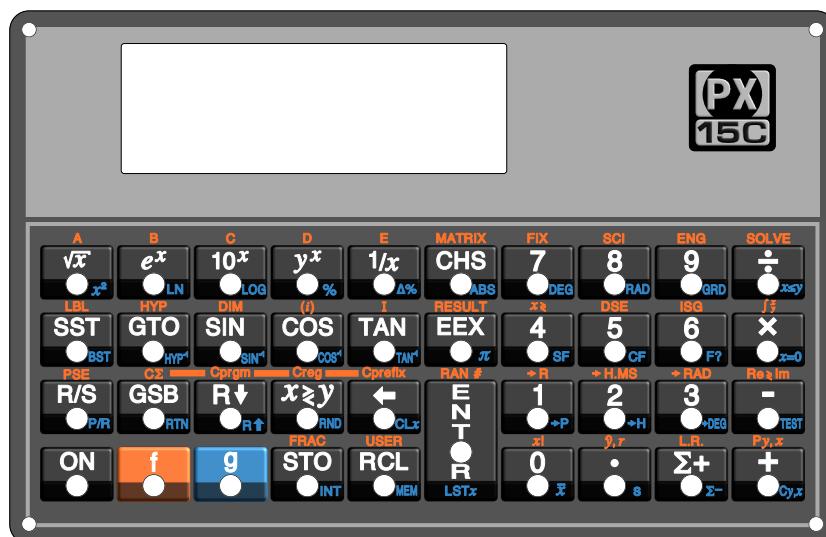 PX
15C
A B C D E MATRIX FIX SCI ENG SOLVE
√x eˣ 10ˣ yˣ 1/x CHS 7 8 9 ÷
x² LN LOG % Δ% ABS DEG RAD GRD x≤y
LBL HYP DIM (i) I RESULT x≷ DSE ISG ∫ˣᵧ
SST GTO SIN COS TAN EEX 4 5 6 ×
BST HYP⁻¹ SIN⁻¹ COS⁻¹ TAN⁻¹ π SF CF F? x=0
PSE CΣ Cprgm Creg Cprefix RAN # →R →H.MS →RAD Re≷Im
R/S GSB R↓ x≷y ← ENTER 1 2 3 -
P/R RTN R↑ RND CLx →P →H →DEG TEST
FRAC USER x! ŷ,r L.R. Py,x
ON f g STO RCL 0 · Σ+ +
INT MEM LSTx x̅ s Σ− Cy,x